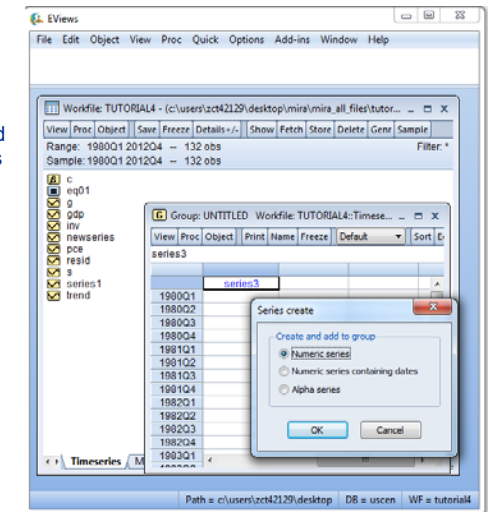 EViews
File Edit Object View Proc Quick Options Add-ins Window Help
Workfile: TUTORIAL4 - (c:\users\zct42129\desktop\mira\mira_all_files\tutor...
View Proc Object Save Freeze Details+/- Show Fetch Store Delete Genr Sample
Range: 1980Q1 2012Q4 -- 132 obs Filter: *
Sample: 1980Q1 2012Q4 -- 132 obs
c
eq01
g
gdp
inv
newseries
pce
resid
s
series1
trend
Group: UNTITLED Workfile: TUTORIAL4::Timese...
View Proc Object Print Name Freeze Default Sort
series3
series3
1980Q1
1980Q2
1980Q3
1980Q4
1981Q1
1981Q2
1981Q3
1981Q4
1982Q1
1982Q2
1982Q3
1982Q4
1983Q1
Series create
Create and add to group
Numeric series
Numeric series containing dates
Alpha series
OK Cancel
Timeseries M
Path = c:\users\zct42129\desktop DB = uscen WF = tutorial4